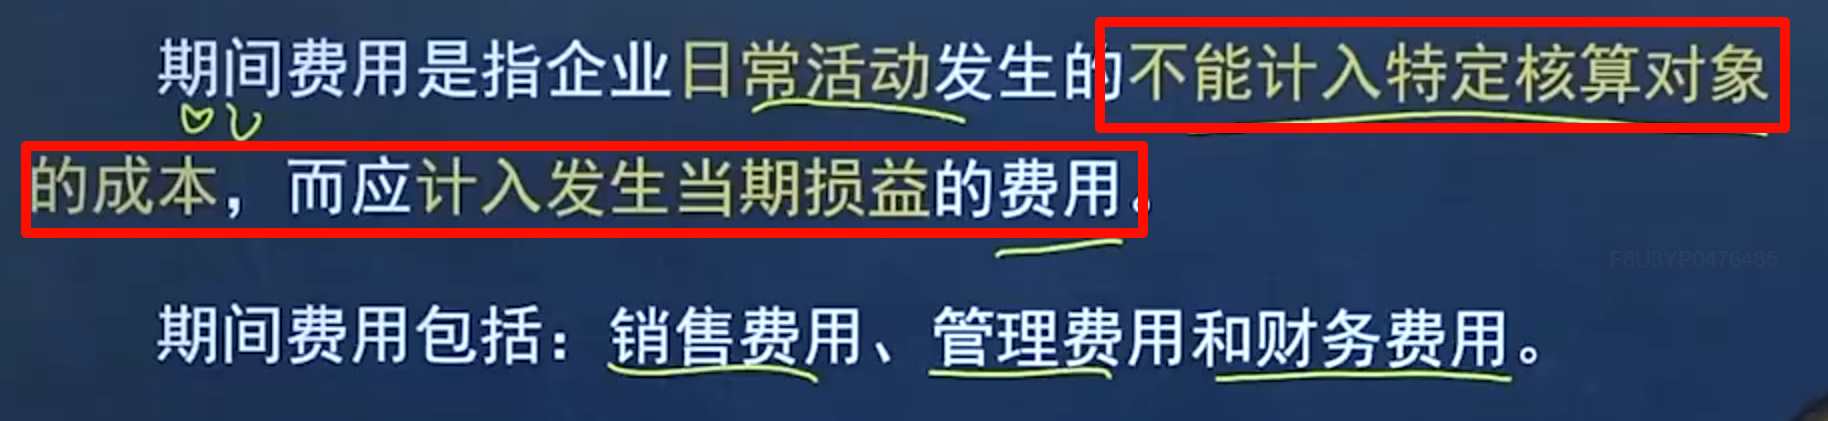 期间费用是指企业日常活动发生的不能计入特定核算对象
的成本，而应计入发生当期损益的费用。
F8U3YP0476485
期间费用包括：销售费用、管理费用和财务费用。